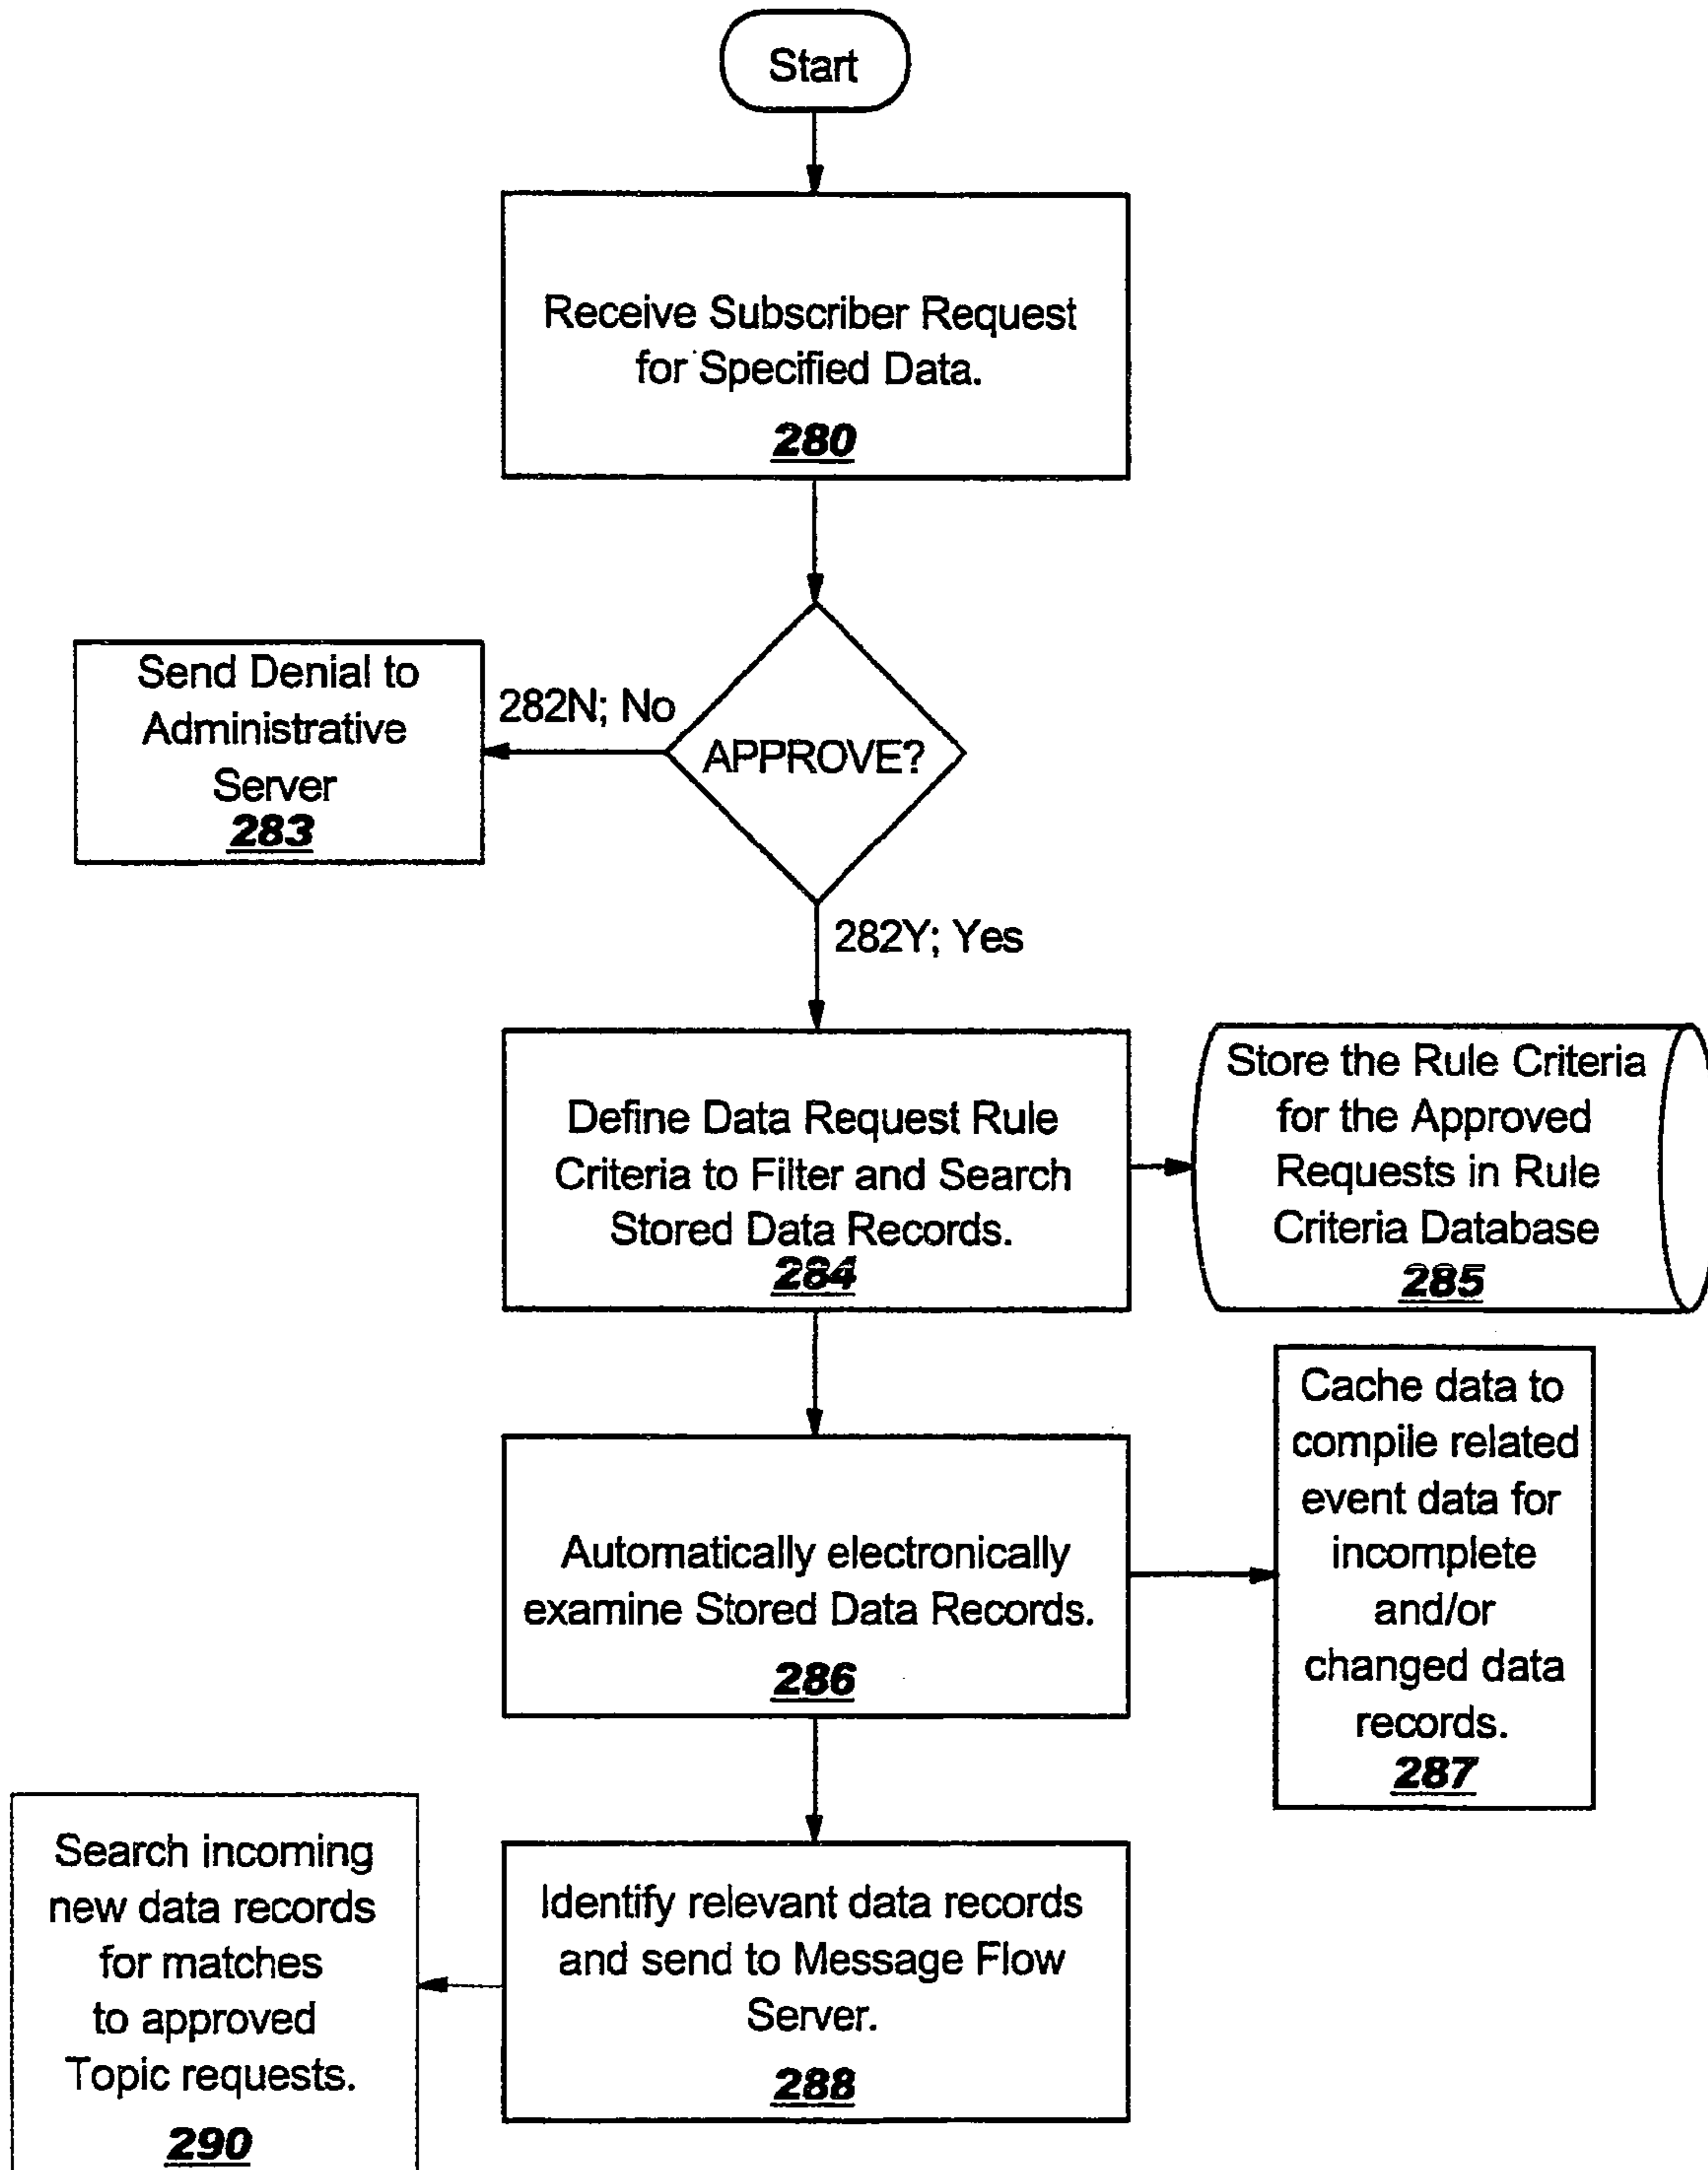 Start
Receive Subscriber Request
for Specified Data.
280
Send Denial to
Administrative
Server
283
282N; No
APPROVE?
282Y; Yes
Define Data Request Rule
Criteria to Filter and Search
Stored Data Records.
284
Store the Rule Criteria
for the Approved
Requests in Rule
Criteria Database
285
Automatically electronically
examine Stored Data Records.
286
Cache data to
compile related
event data for
incomplete
and/or
changed data
records.
287
Identify relevant data records
and send to Message Flow
Server.
288
Search incoming
new data records
for matches
to approved
Topic requests.
290